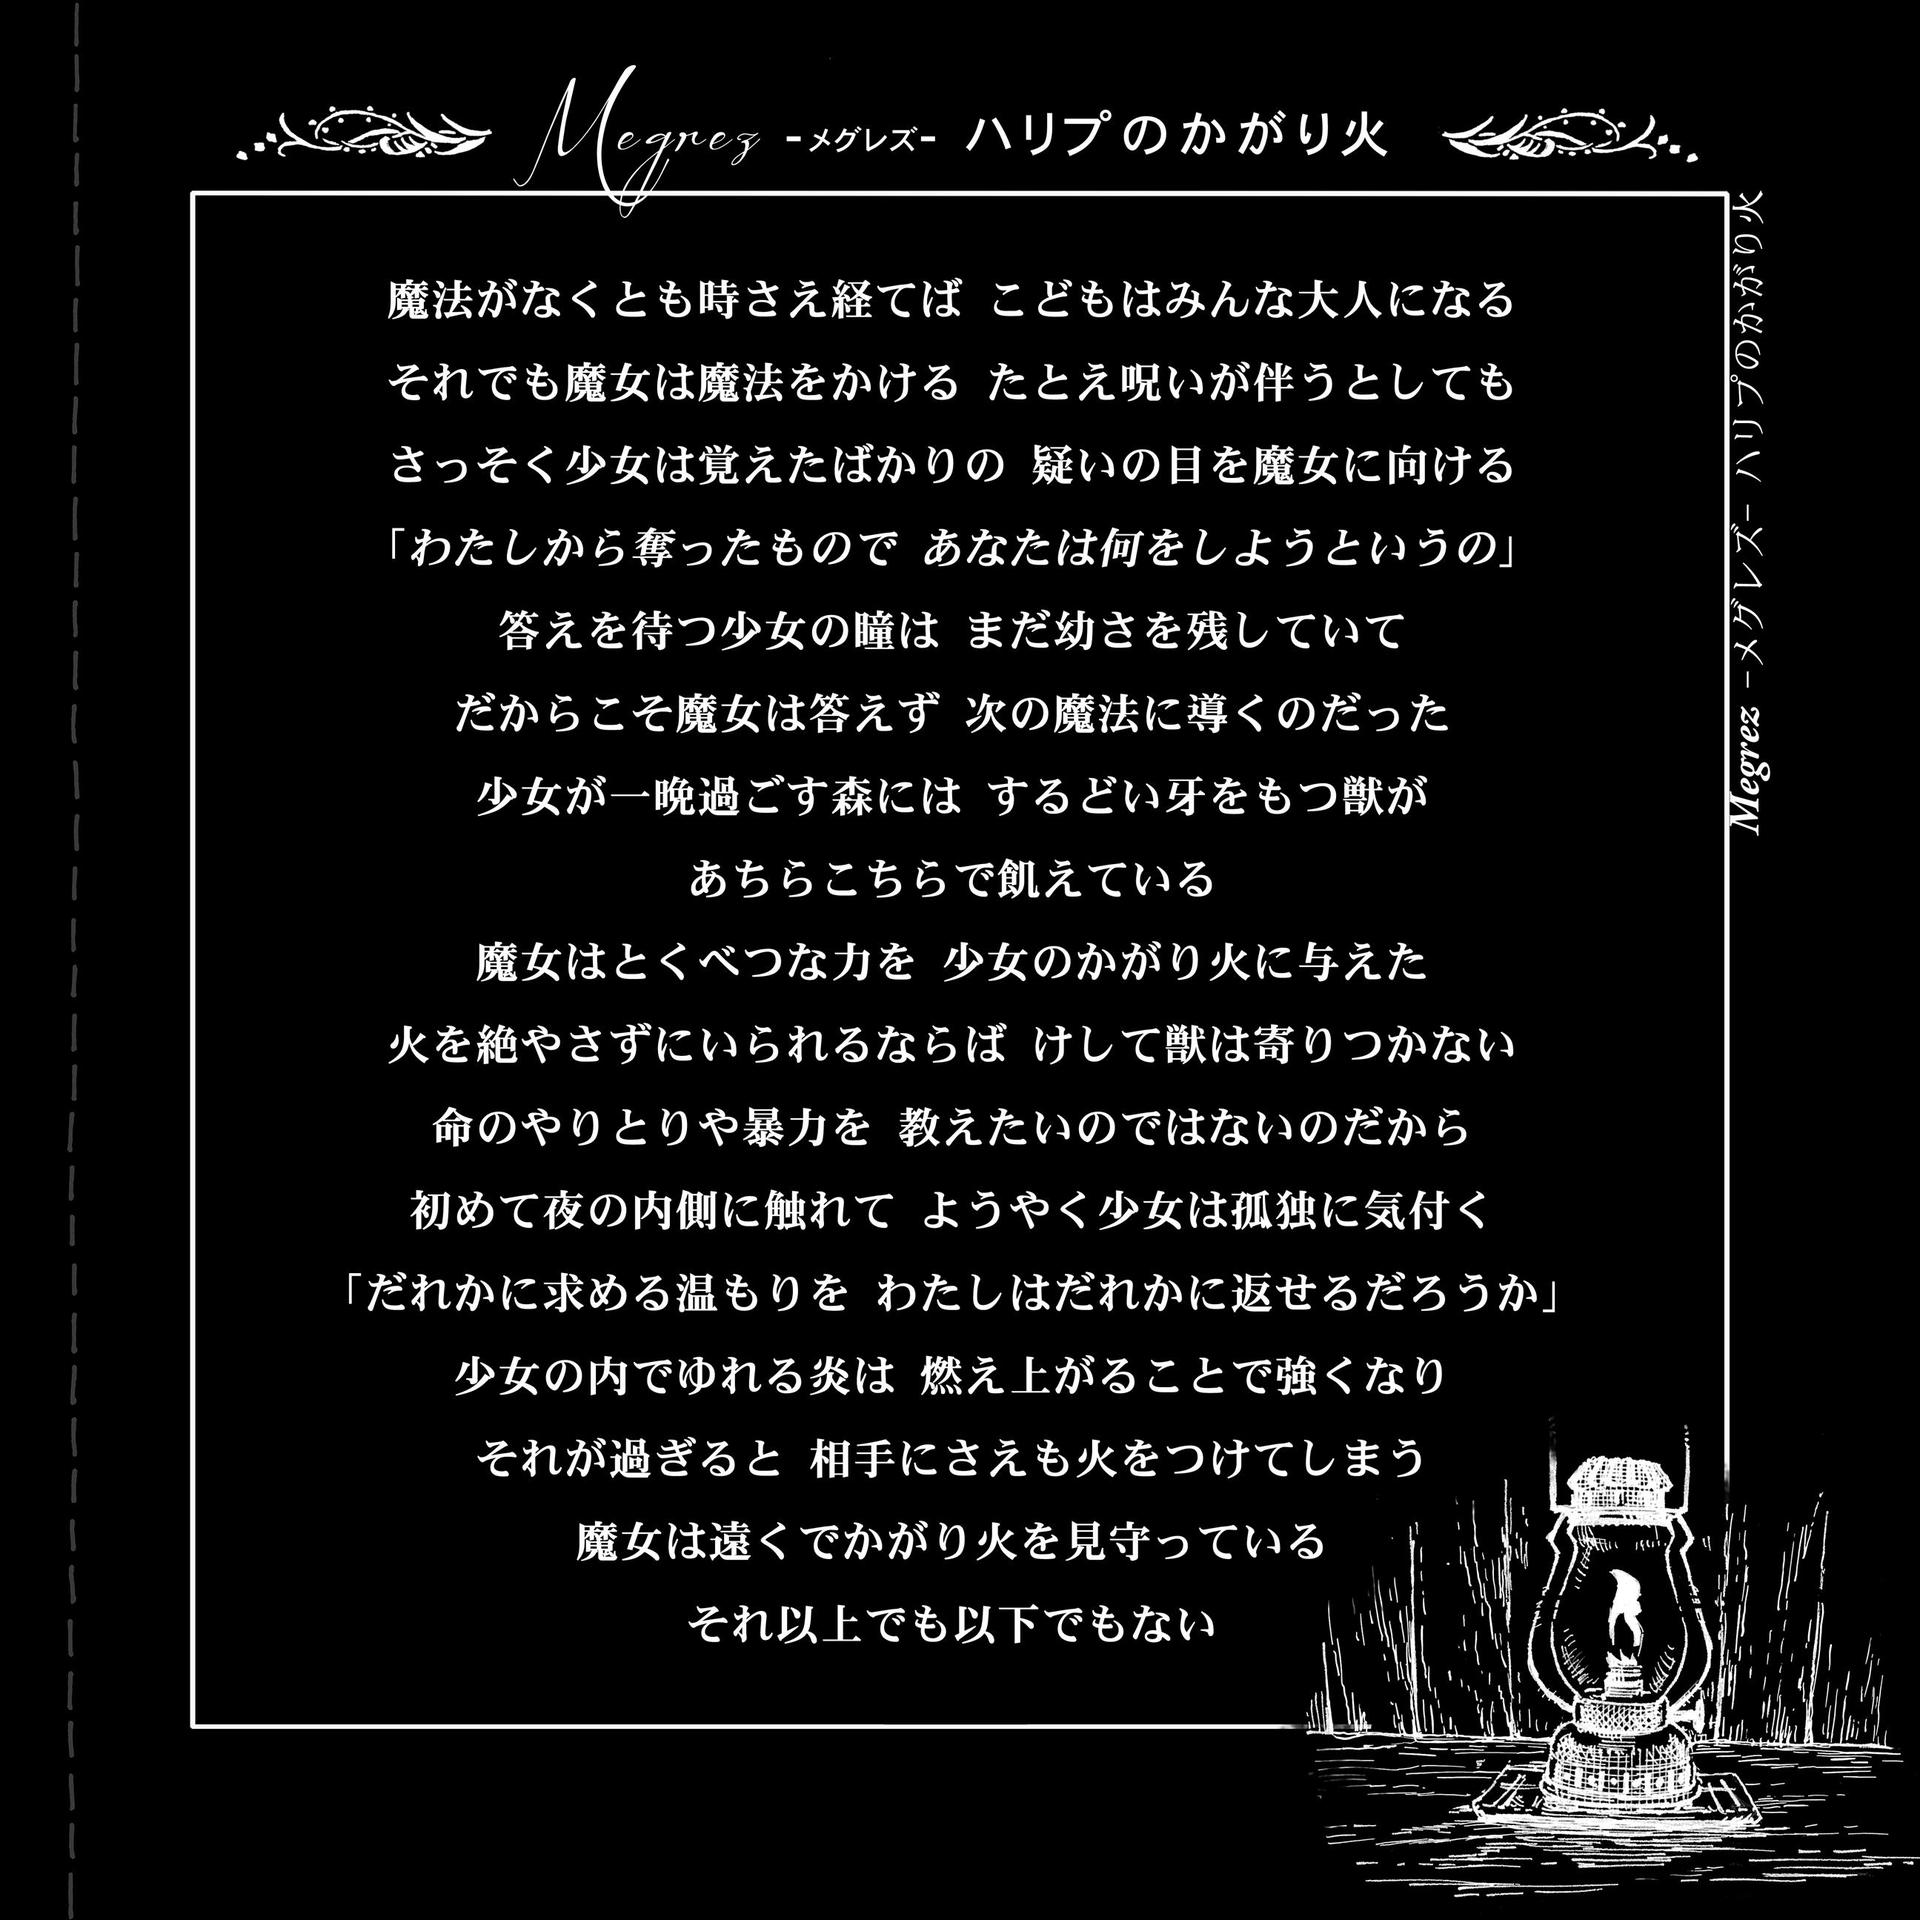 Megrez -メグレズ- ハリプのかがり火
魔法がなくとも時さえ経てば こどもはみんな大人になる
それでも魔女は魔法をかける たとえ呪いが伴うとしても
さっそく少女は覚えたばかりの 疑いの目を魔女に向ける
「わたしから奪ったもので あなたは何をしようというの」
答えを待つ少女の瞳は まだ幼さを残していて
だからこそ魔女は答えず 次の魔法に導くのだった
少女が一晩過ごす森には するどい牙をもつ獣が
あちらこちらで飢えている
魔女はとくべつな力を 少女のかがり火に与えた
火を絶やさずにいられるならば けして獣は寄りつかない
命のやりとりや暴力を 教えたいのではないのだから
初めて夜の内側に触れて ようやく少女は孤独に気付く
「だれかに求める温もりを わたしはだれかに返せるだろうか」
少女の内でゆれる炎は 燃え上がることで強くなり
それが過ぎると 相手にさえも火をつけてしまう
魔女は遠くでかがり火を見守っている
それ以上でも以下でもない
Megrez -メグレズ- ハリプのかがり火